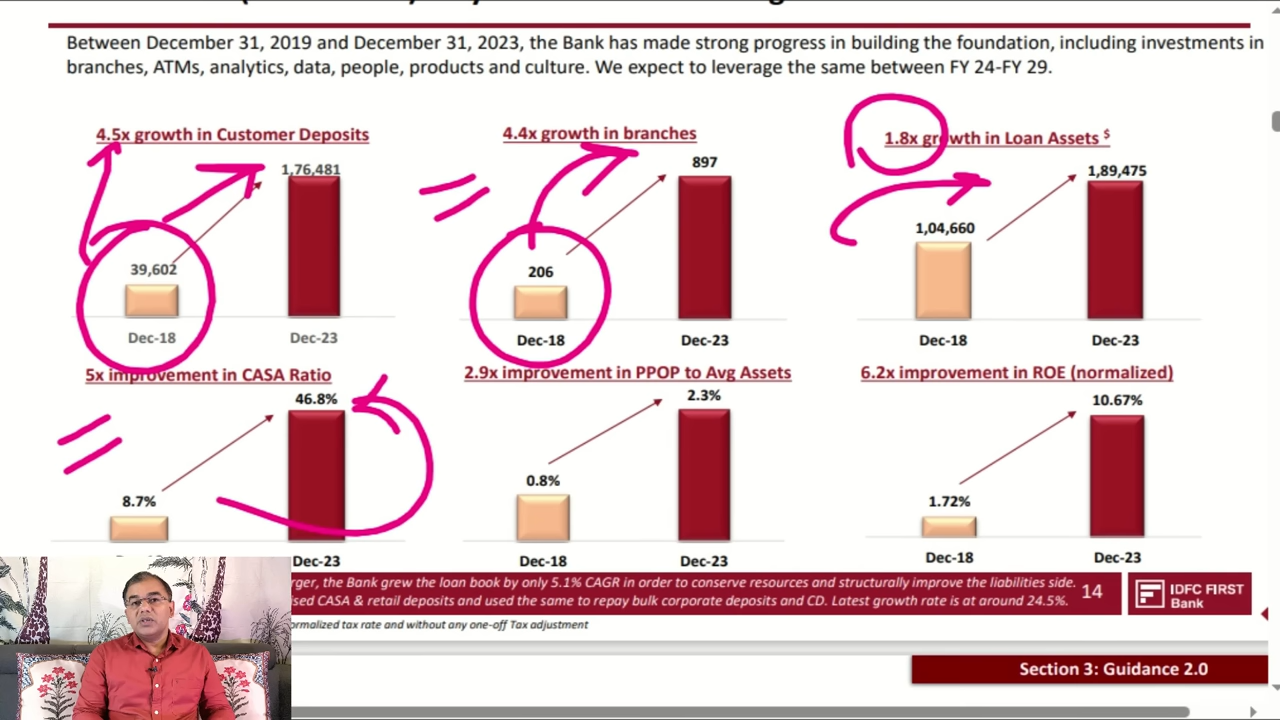 Between December 31, 2019 and December 31, 2023, the Bank has made strong progress in building the foundation, including investments in
branches, ATMs, analytics, data, people, products and culture. We expect to leverage the same between FY 24-FY 29.
4.5x growth in Customer Deposits
1,76,481
39,602
Dec-18
Dec-23
4.4x growth in branches
897
206
Dec-18
Dec-23
1.8x growth in Loan Assets $
1,89,475
1,04,660
Dec-18
Dec-23
5x improvement in CASA Ratio
46.8%
8.7%
Dec-23
2.9x improvement in PPOP to Avg Assets
2.3%
0.8%
Dec-18
Dec-23
6.2x improvement in ROE (normalized)
10.67%
1.72%
Dec-18
Dec-23
the Bank grew the loan book by only 5.1% CAGR in order to conserve resources and structurally improve the liabilities side.
CASA & retail deposits and used the same to repay bulk corporate deposits and CD. Latest growth rate is at around 24.5%.
14
IDFC FIRST
Bank
tax rate and without any one-off Tax adjustment
Section 3: Guidance 2.0